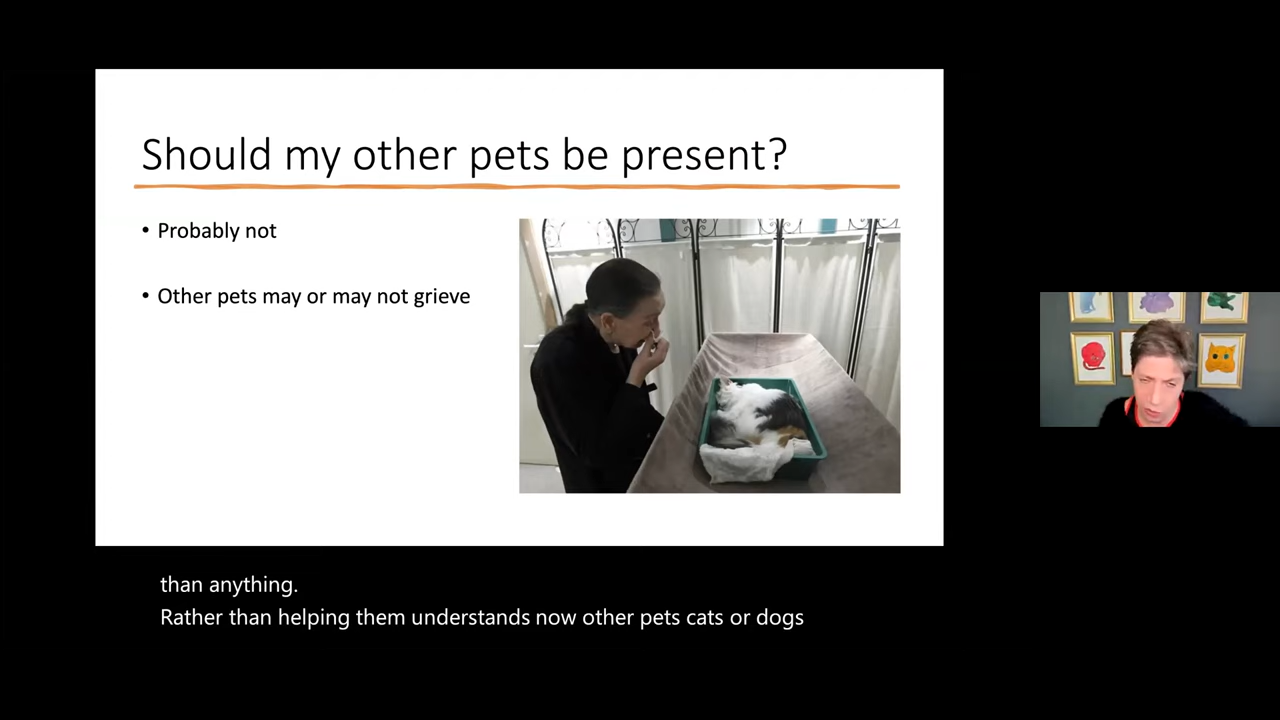 Should my other pets be present?
• Probably not
• Other pets may or may not grieve
than anything.
Rather than helping them understands now other pets cats or dogs